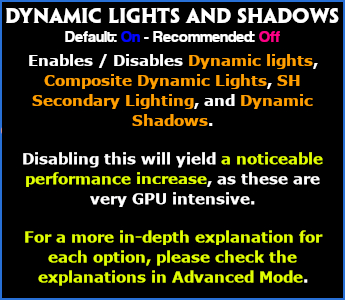 DYNAMIC LIGHTS AND SHADOWS
Default: On - Recommended: Off
Enables / Disables Dynamic lights,
Composite Dynamic Lights, SH
Secondary Lighting, and Dynamic
Shadows.
Disabling this will yield a noticeable
performance increase, as these are
very GPU intensive.
For a more in-depth explanation for
each option, please check the
explanations in Advanced Mode.